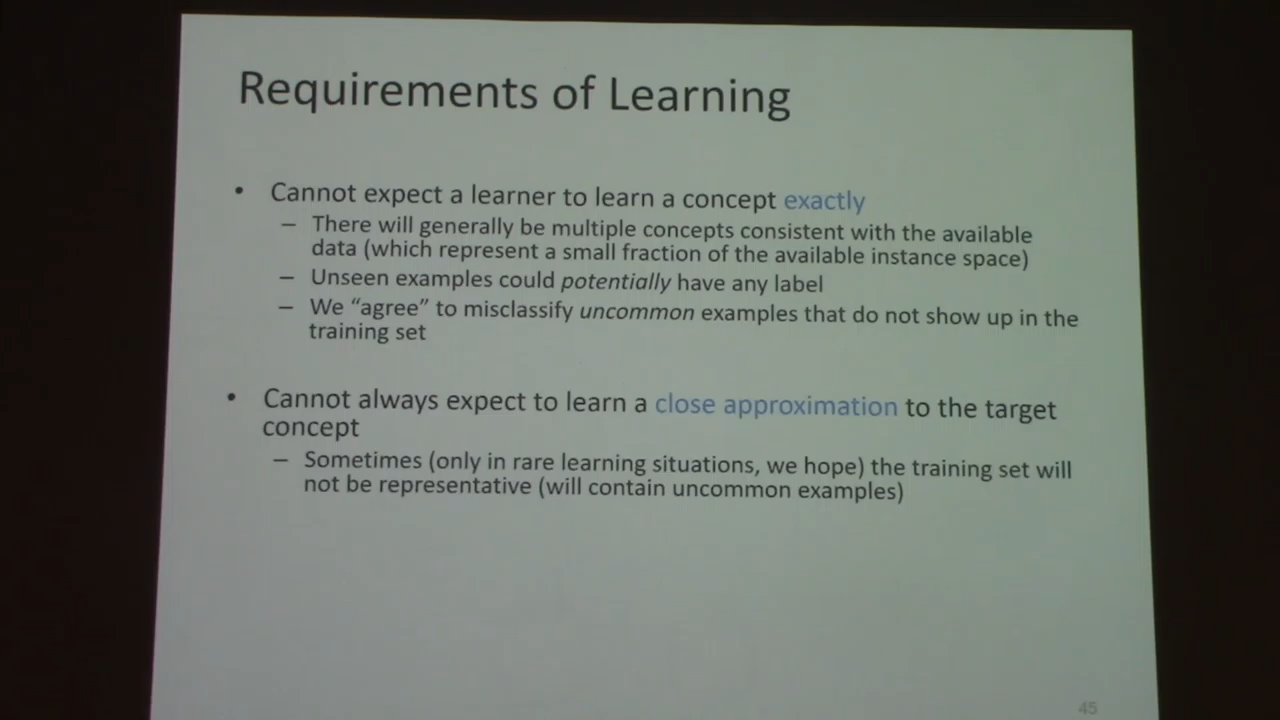 Requirements of Learning
• Cannot expect a learner to learn a concept exactly
– There will generally be multiple concepts consistent with the available
data (which represent a small fraction of the available instance space)
– Unseen examples could potentially have any label
– We “agree” to misclassify uncommon examples that do not show up in the
training set
• Cannot always expect to learn a close approximation to the target
concept
– Sometimes (only in rare learning situations, we hope) the training set will
not be representative (will contain uncommon examples)
45